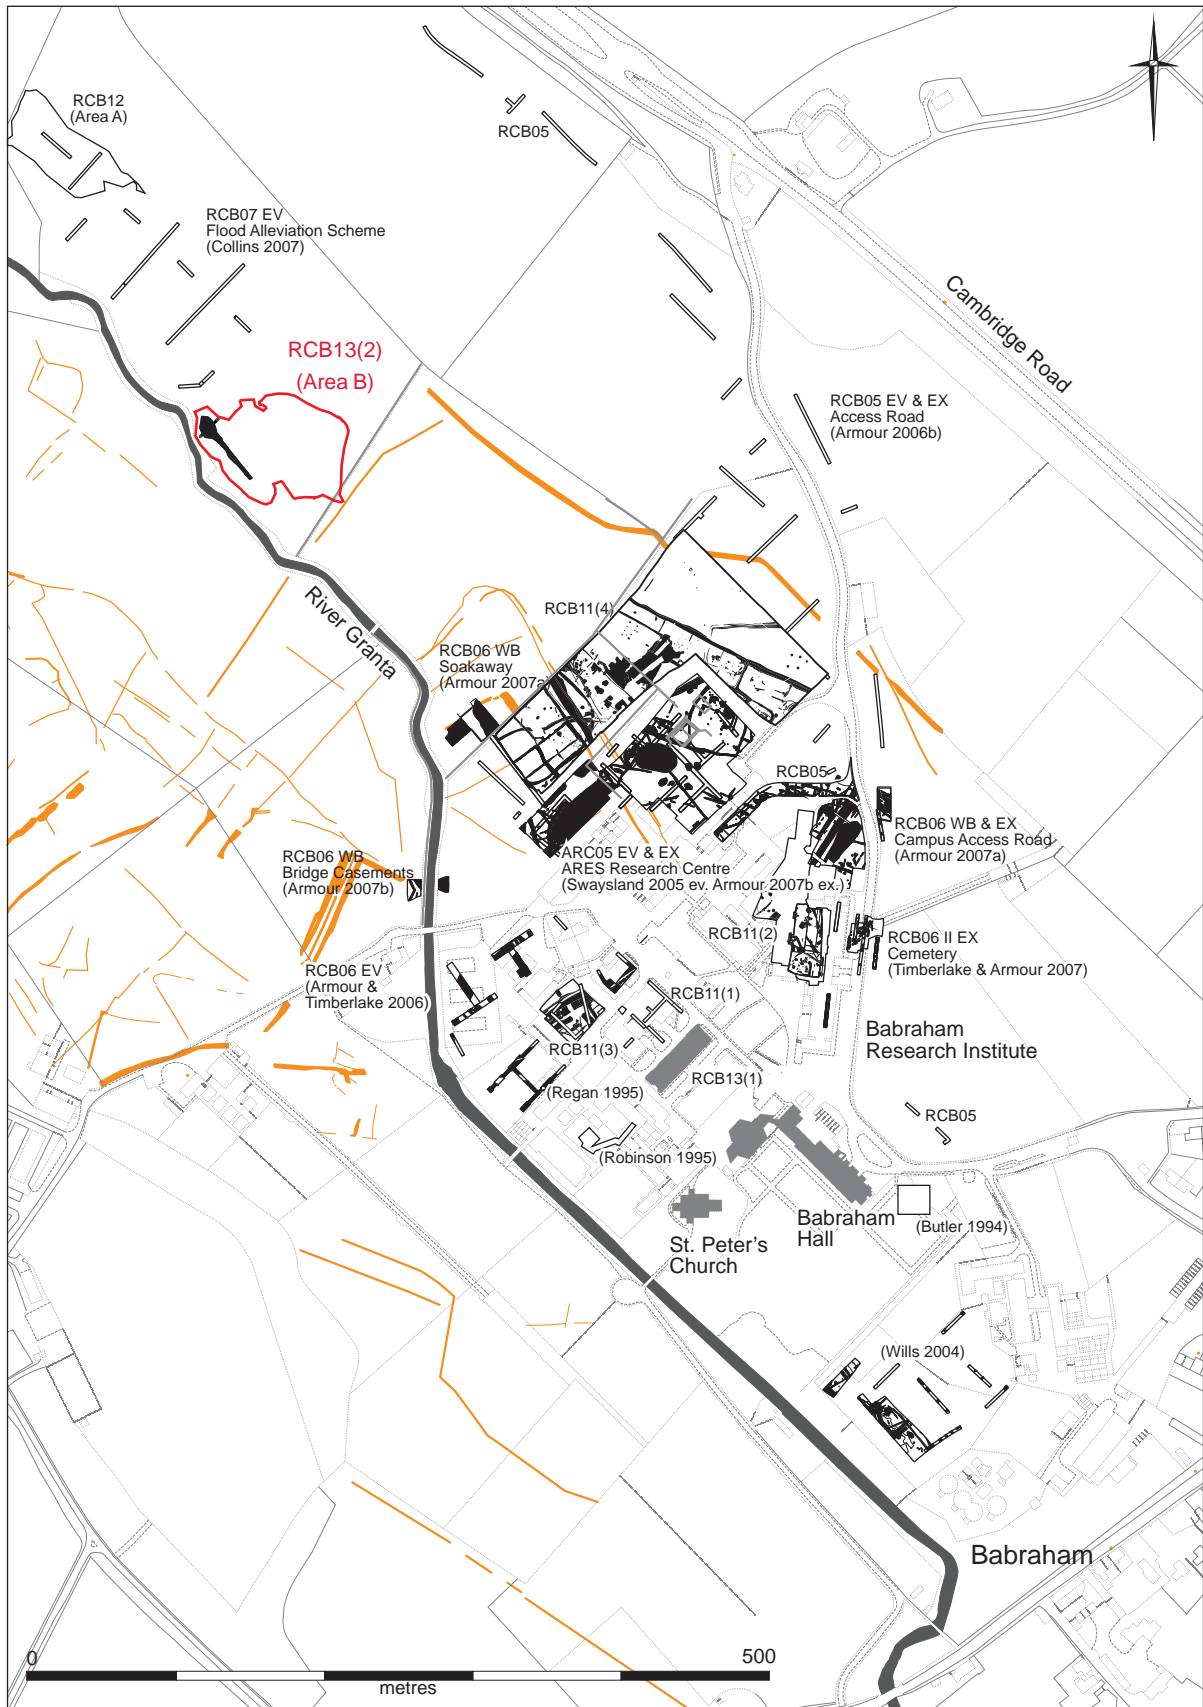 RCB12
(Area A)
RCB05
RCB07 EV
Flood Alleviation Scheme
(Collins 2007)
Cambridge Road
RCB13(2)
(Area B)
RCB05 EV & EX
Access Road
(Armour 2006b)
River Granta
RCB11(4)
RCB06 WB
Soakaway
(Armour 2007a)
RCB05
RCB06 WB & EX
Campus Access Road
(Armour 2007a)
RCB06 WB
Bridge Casements
(Armour 2007b)
ARC05 EV & EX
ARES Research Centre
(Swaysland 2005 ev. Armour 2007b ex.)
RCB11(2)
RCB06 II EX
Cemetery
(Timberlake & Armour 2007)
RCB06 EV
(Armour &
Timberlake 2006)
RCB11(1)
RCB11(3)
Babraham
Research Institute
RCB13(1)
(Regan 1995)
RCB05
(Robinson 1995)
Babraham
Hall
(Butler 1994)
St. Peter's
Church
(Wills 2004)
Babraham
0
500
metres